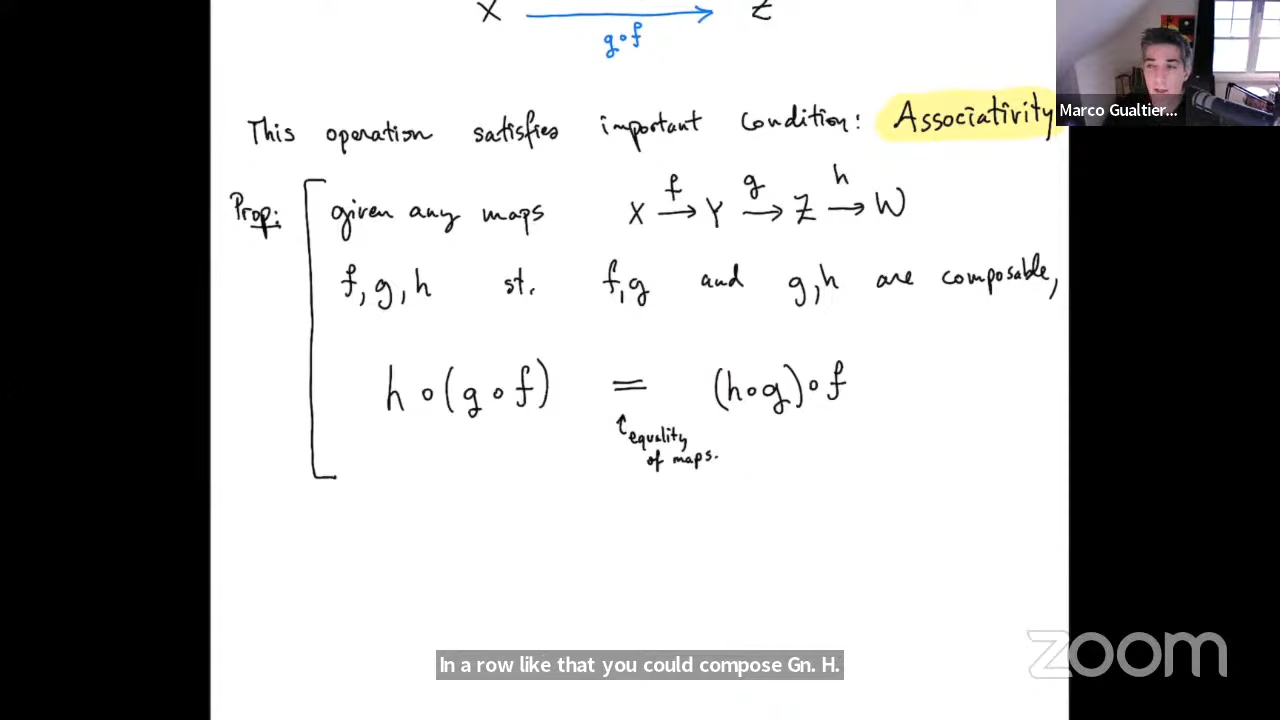 X → Z
g∘f
This operation satisfies important condition: Associativity
Marco Gualtier...
Prop: given any maps X →f Y →g Z →h W
f, g, h st. f,g and g,h are composable,
h ∘ (g ∘ f) = (h∘g) ∘ f
↑ equality
of maps.
In a row like that you could compose Gn. H.
zoom